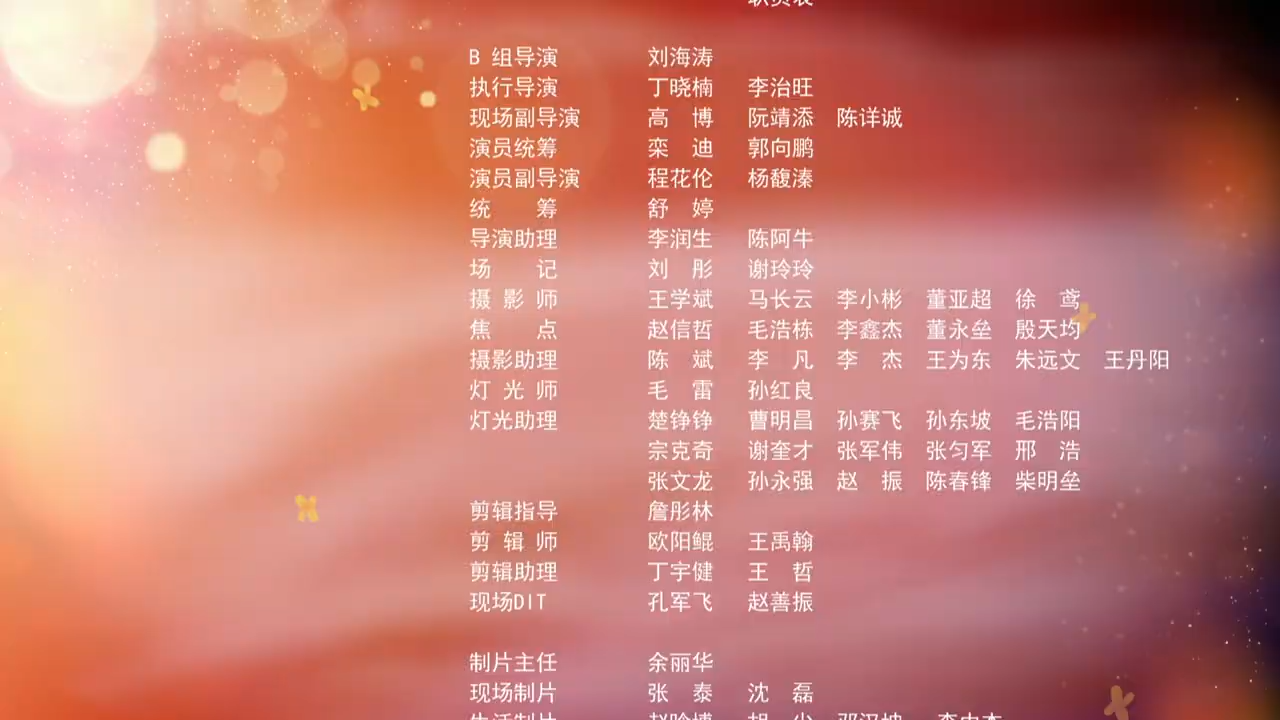 职员表
B 组导演 刘海涛
执行导演 丁晓楠 李治旺
现场副导演 高 博 阮靖添 陈详诚
演员统筹 栾 迪 郭向鹏
演员副导演 程花伦 杨馥溱
统 筹 舒 婷
导演助理 李润生 陈阿牛
场 记 刘 彤 谢玲玲
摄 影 师 王学斌 马长云 李小彬 董亚超 徐 鸢
焦 点 赵信哲 毛浩栋 李鑫杰 董永垒 殷天均
摄影助理 陈 斌 李 凡 李 杰 王为东 朱远文 王丹阳
灯 光 师 毛 雷 孙红良
灯光助理 楚铮铮 曹明昌 孙赛飞 孙东坡 毛浩阳
宗克奇 谢奎才 张军伟 张匀军 邢 浩
张文龙 孙永强 赵 振 陈春锋 柴明垒
剪辑指导 詹彤林
剪 辑 师 欧阳鲲 王禹翰
剪辑助理 丁宇健 王 哲
现场DIT 孔军飞 赵善振
制片主任 余丽华
现场制片 张 泰 沈 磊
生活制片